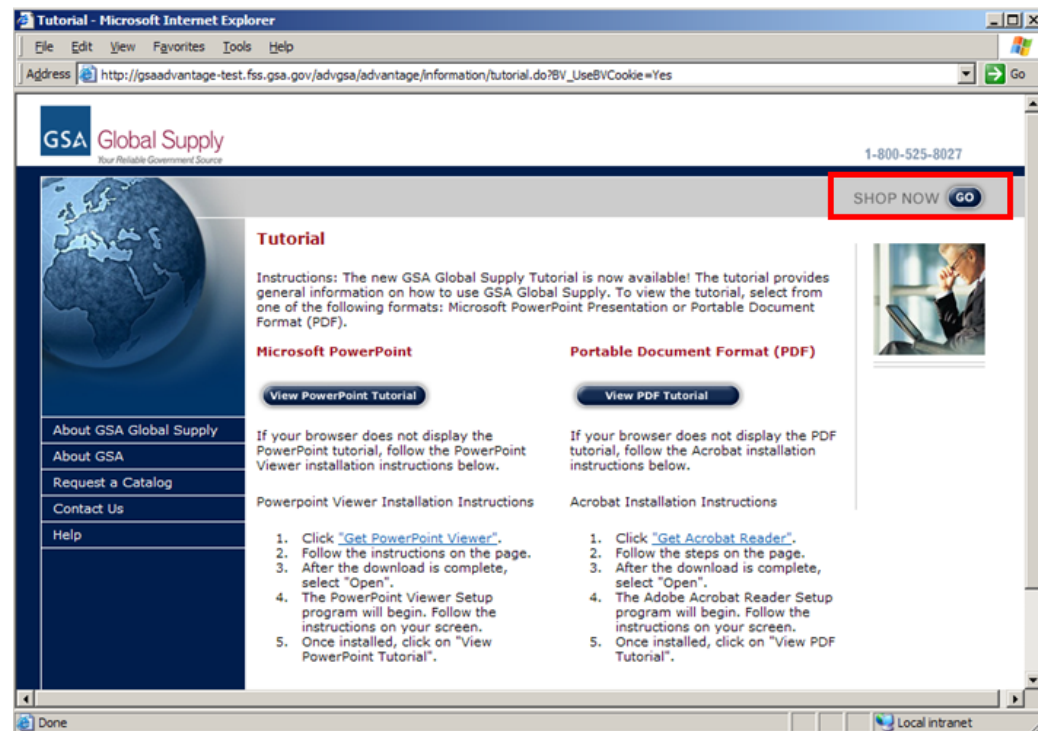 Tutorial - Microsoft Internet Explorer
File Edit View Favorites Tools Help
Address http://gsaadvantage-test.fss.gsa.gov/advgsa/advantage/information/tutorial.do?BV_UseBVCookie=Yes Go
GSA Global Supply
Your Reliable Government Source
1-800-525-8027
SHOP NOW GO
Tutorial
Instructions: The new GSA Global Supply Tutorial is now available! The tutorial provides
general information on how to use GSA Global Supply. To view the tutorial, select from
one of the following formats: Microsoft PowerPoint Presentation or Portable Document
Format (PDF).
Microsoft PowerPoint
View PowerPoint Tutorial
If your browser does not display the
PowerPoint tutorial, follow the PowerPoint
Viewer installation instructions below.
Powerpoint Viewer Installation Instructions
1. Click "Get PowerPoint Viewer".
2. Follow the instructions on the page.
3. After the download is complete,
select "Open".
4. The PowerPoint Viewer Setup
program will begin. Follow the
instructions on your screen.
5. Once installed, click on "View
PowerPoint Tutorial".
Portable Document Format (PDF)
View PDF Tutorial
If your browser does not display the PDF
tutorial, follow the Acrobat installation
instructions below.
Acrobat Installation Instructions
1. Click "Get Acrobat Reader".
2. Follow the steps on the page.
3. After the download is complete,
select "Open".
4. The Adobe Acrobat Reader Setup
program will begin. Follow the
instructions on your screen.
5. Once installed, click on "View PDF
Tutorial".
About GSA Global Supply
About GSA
Request a Catalog
Contact Us
Help
Done Local intranet